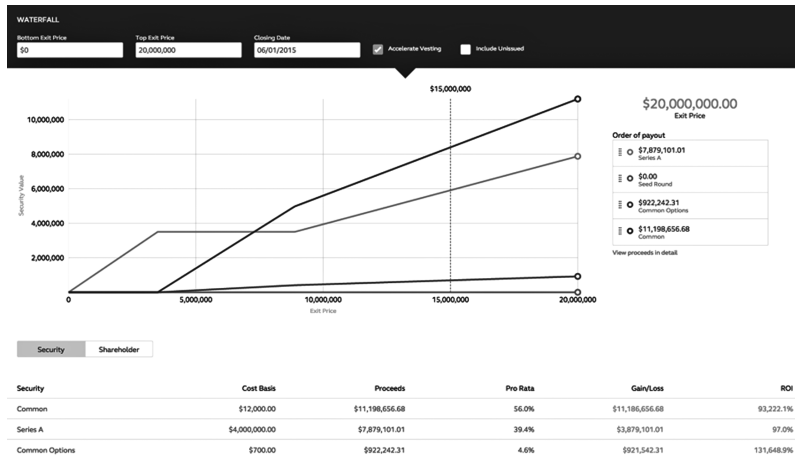 WATERFALL
Bottom Exit Price Top Exit Price Closing Date
$0 20,000,000 06/01/2015 Accelerate Vesting Include Unissued
$15,000,000
10,000,000
8,000,000
6,000,000
4,000,000
2,000,000
Security Value
0 5,000,000 10,000,000 15,000,000 20,000,000
Exit Price
$20,000,000.00
Exit Price
Order of payout
$7,879,101.01
Series A
$0.00
Seed Round
$922,242.31
Common Options
$11,198,656.68
Common
View proceeds in detail
Security Shareholder
Security Cost Basis Proceeds Pro Rata Gain/Loss ROI
Common $12,000.00 $11,198,656.68 56.0% $11,186,656.68 93,222.1%
Series A $4,000,000.00 $7,879,101.01 39.4% $3,879,101.01 97.0%
Common Options $700.00 $922,242.31 4.6% $921,542.31 131,648.9%